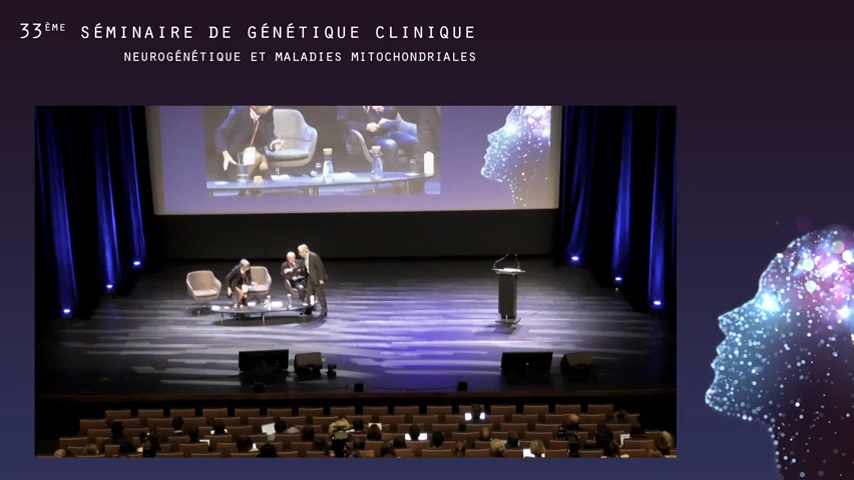 33ÈME SÉMINAIRE DE GÉNÉTIQUE CLINIQUE
NEUROGÉNÉTIQUE ET MALADIES MITOCHONDRIALES